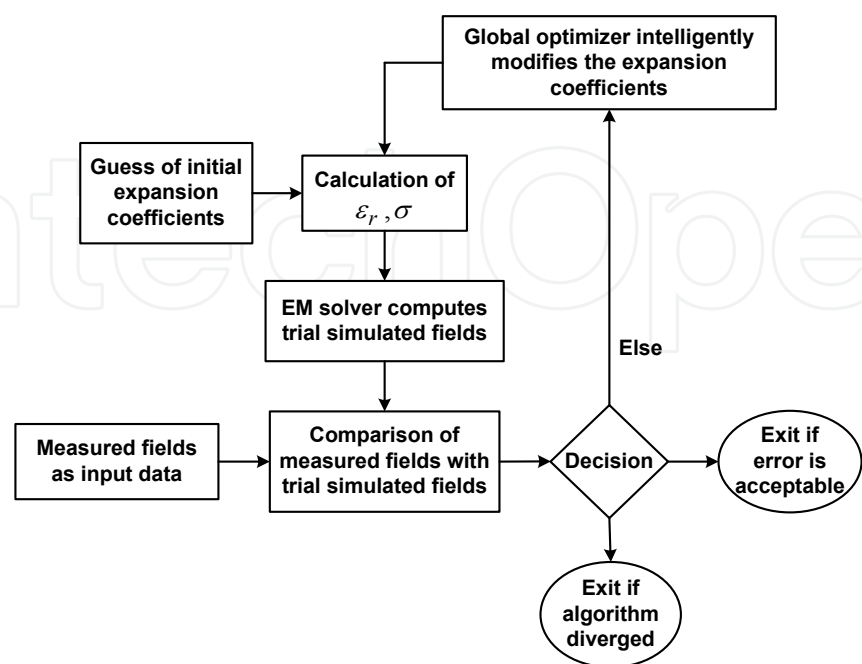 Global optimizer intelligently
modifies the expansion
coefficients
Guess of initial
expansion
coefficients
Calculation of
εr , σ
EM solver computes
trial simulated fields
Else
Measured fields
as input data
Comparison of
measured fields with
trial simulated fields
Decision
Exit if
error is
acceptable
Exit if
algorithm
diverged